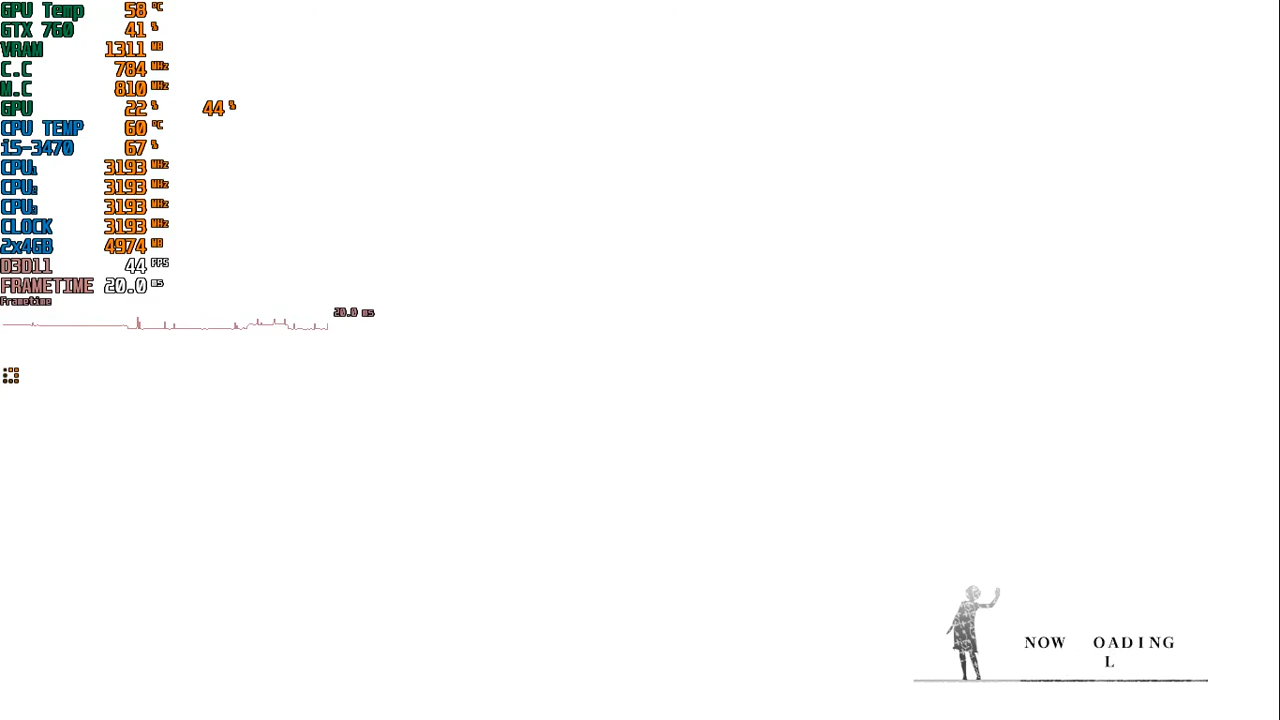 GPU Temp 58 °C
GTX 760 41 %
VRAM 1311 MB
C.C 784 MHz
M.C 810 MHz
GPU 22 % 44 %
CPU TEMP 60 °C
i5-3470 67 %
CPU1 3193 MHz
CPU2 3193 MHz
CPU3 3193 MHz
CLOCK 3193 MHz
2x4GB 4974 MB
D3D11 44 FPS
FRAMETIME 20.0 ms
Frametime
20.0 ms
NOW OADING
L